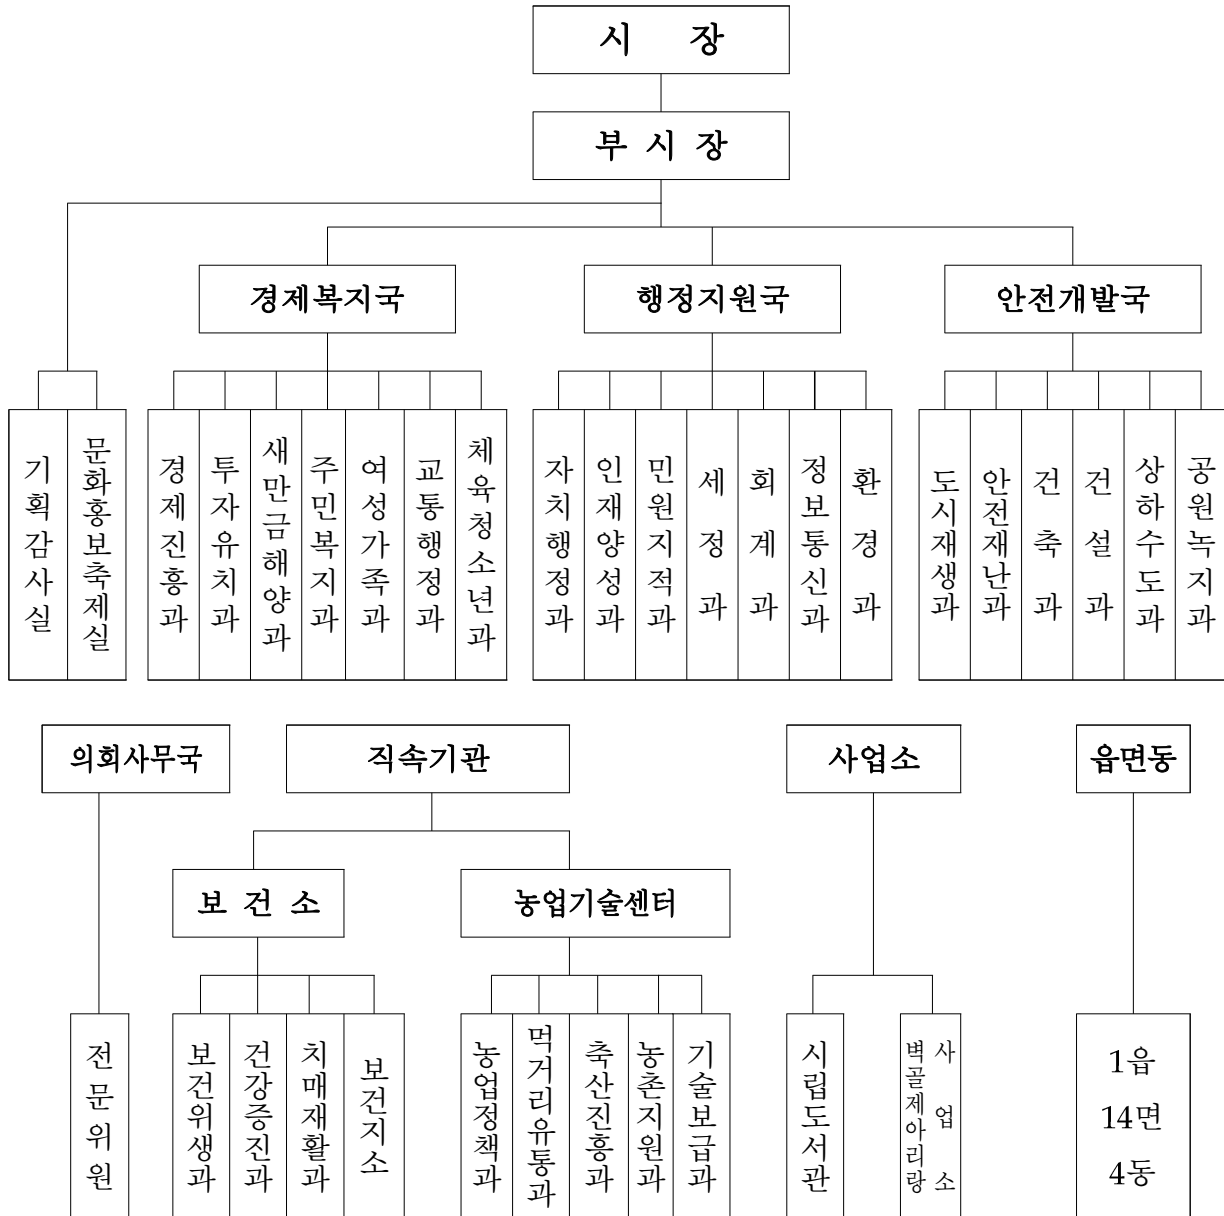 시 장
부 시 장
경제복지국
행정지원국
안전개발국
기획감사실
문화홍보축제실
경제진흥과
투자유치과
새만금해양과
주민복지과
여성가족과
교통행정과
체육청소년과
자치행정과
인재양성과
민원지적과
세정과
회계과
정보통신과
환경과
도시재생과
안전재난과
건축과
건설과
상하수도과
공원녹지과
의회사무국
직속기관
사업소
읍면동
보 건 소
농업기술센터
전문위원
보건위생과
건강증진과
치매재활과
보건지소
농업정책과
먹거리유통과
축산진흥과
농촌지원과
기술보급과
시립도서관
벽골제아리랑
사업소
1읍
14면
4동